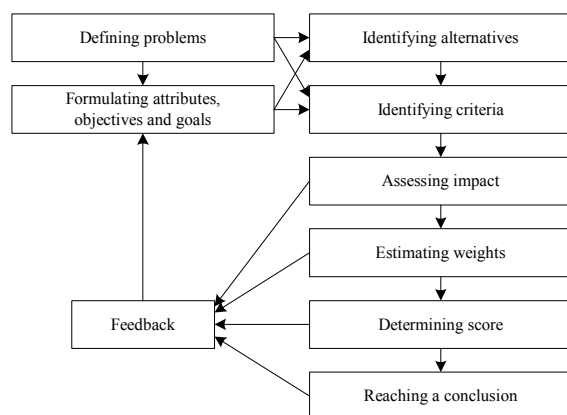 Defining problems
Identifying alternatives
Formulating attributes,
objectives and goals
Identifying criteria
Assessing impact
Estimating weights
Feedback
Determining score
Reaching a conclusion